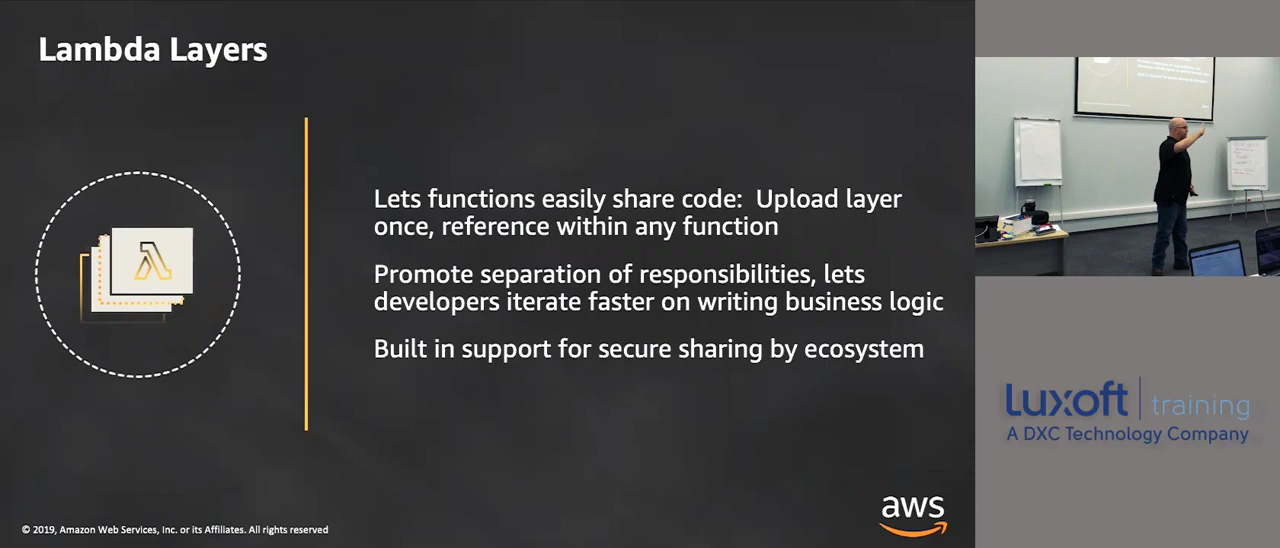 Lambda Layers
Lets functions easily share code:  Upload layer
once, reference within any function
Promote separation of responsibilities, lets
developers iterate faster on writing business logic
Built in support for secure sharing by ecosystem
aws
© 2019, Amazon Web Services, Inc. or its Affiliates. All rights reserved
Luxoft training
A DXC Technology Company